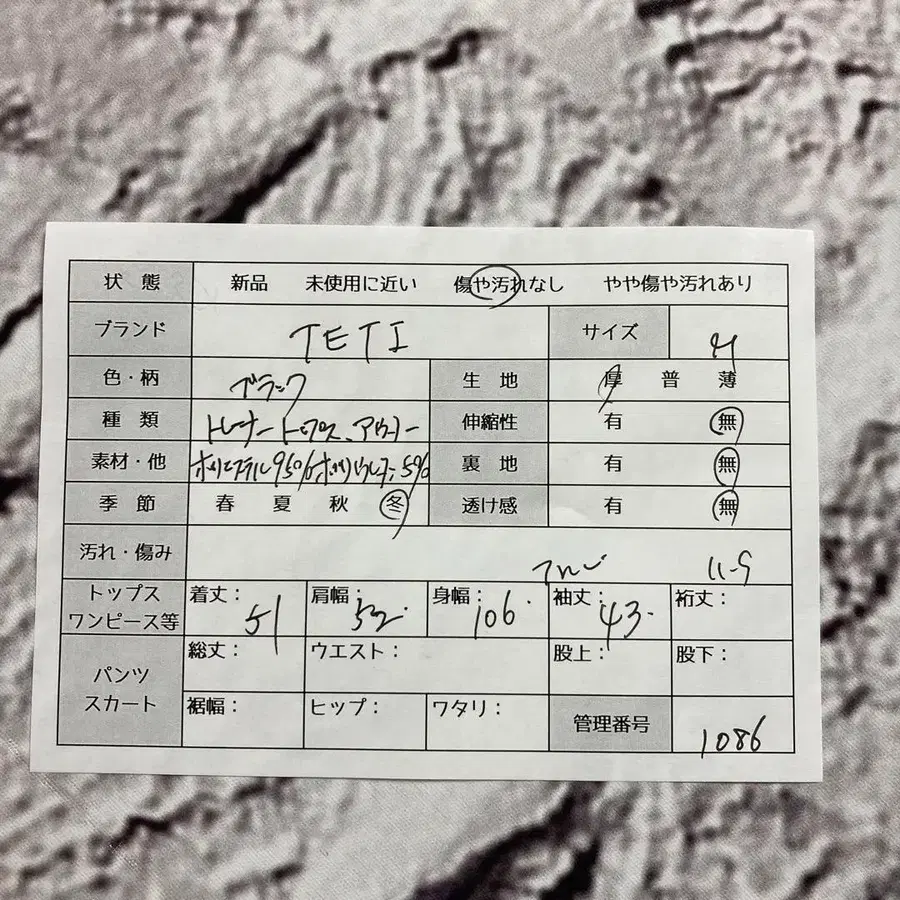 状態 新品 未使用に近い 傷や汚れなし やや傷や汚れあり
ブランド TETI サイズ M
色・柄 ブラック 生地 厚 普 薄
種類 トレーナー トップス、アウター 伸縮性 有 無
素材・他 ポリエステル95%ポリウレタン5% 裏地 有 無
季節 春 夏 秋 冬 透け感 有 無
汚れ・傷み 11-9
トップス ワンピース等 着丈: 51 肩幅: 52 身幅: 106 袖丈: 43 裄丈:
パンツ スカート 総丈: ウエスト: 股上: 股下:
裾幅: ヒップ: ワタリ: 管理番号 1086